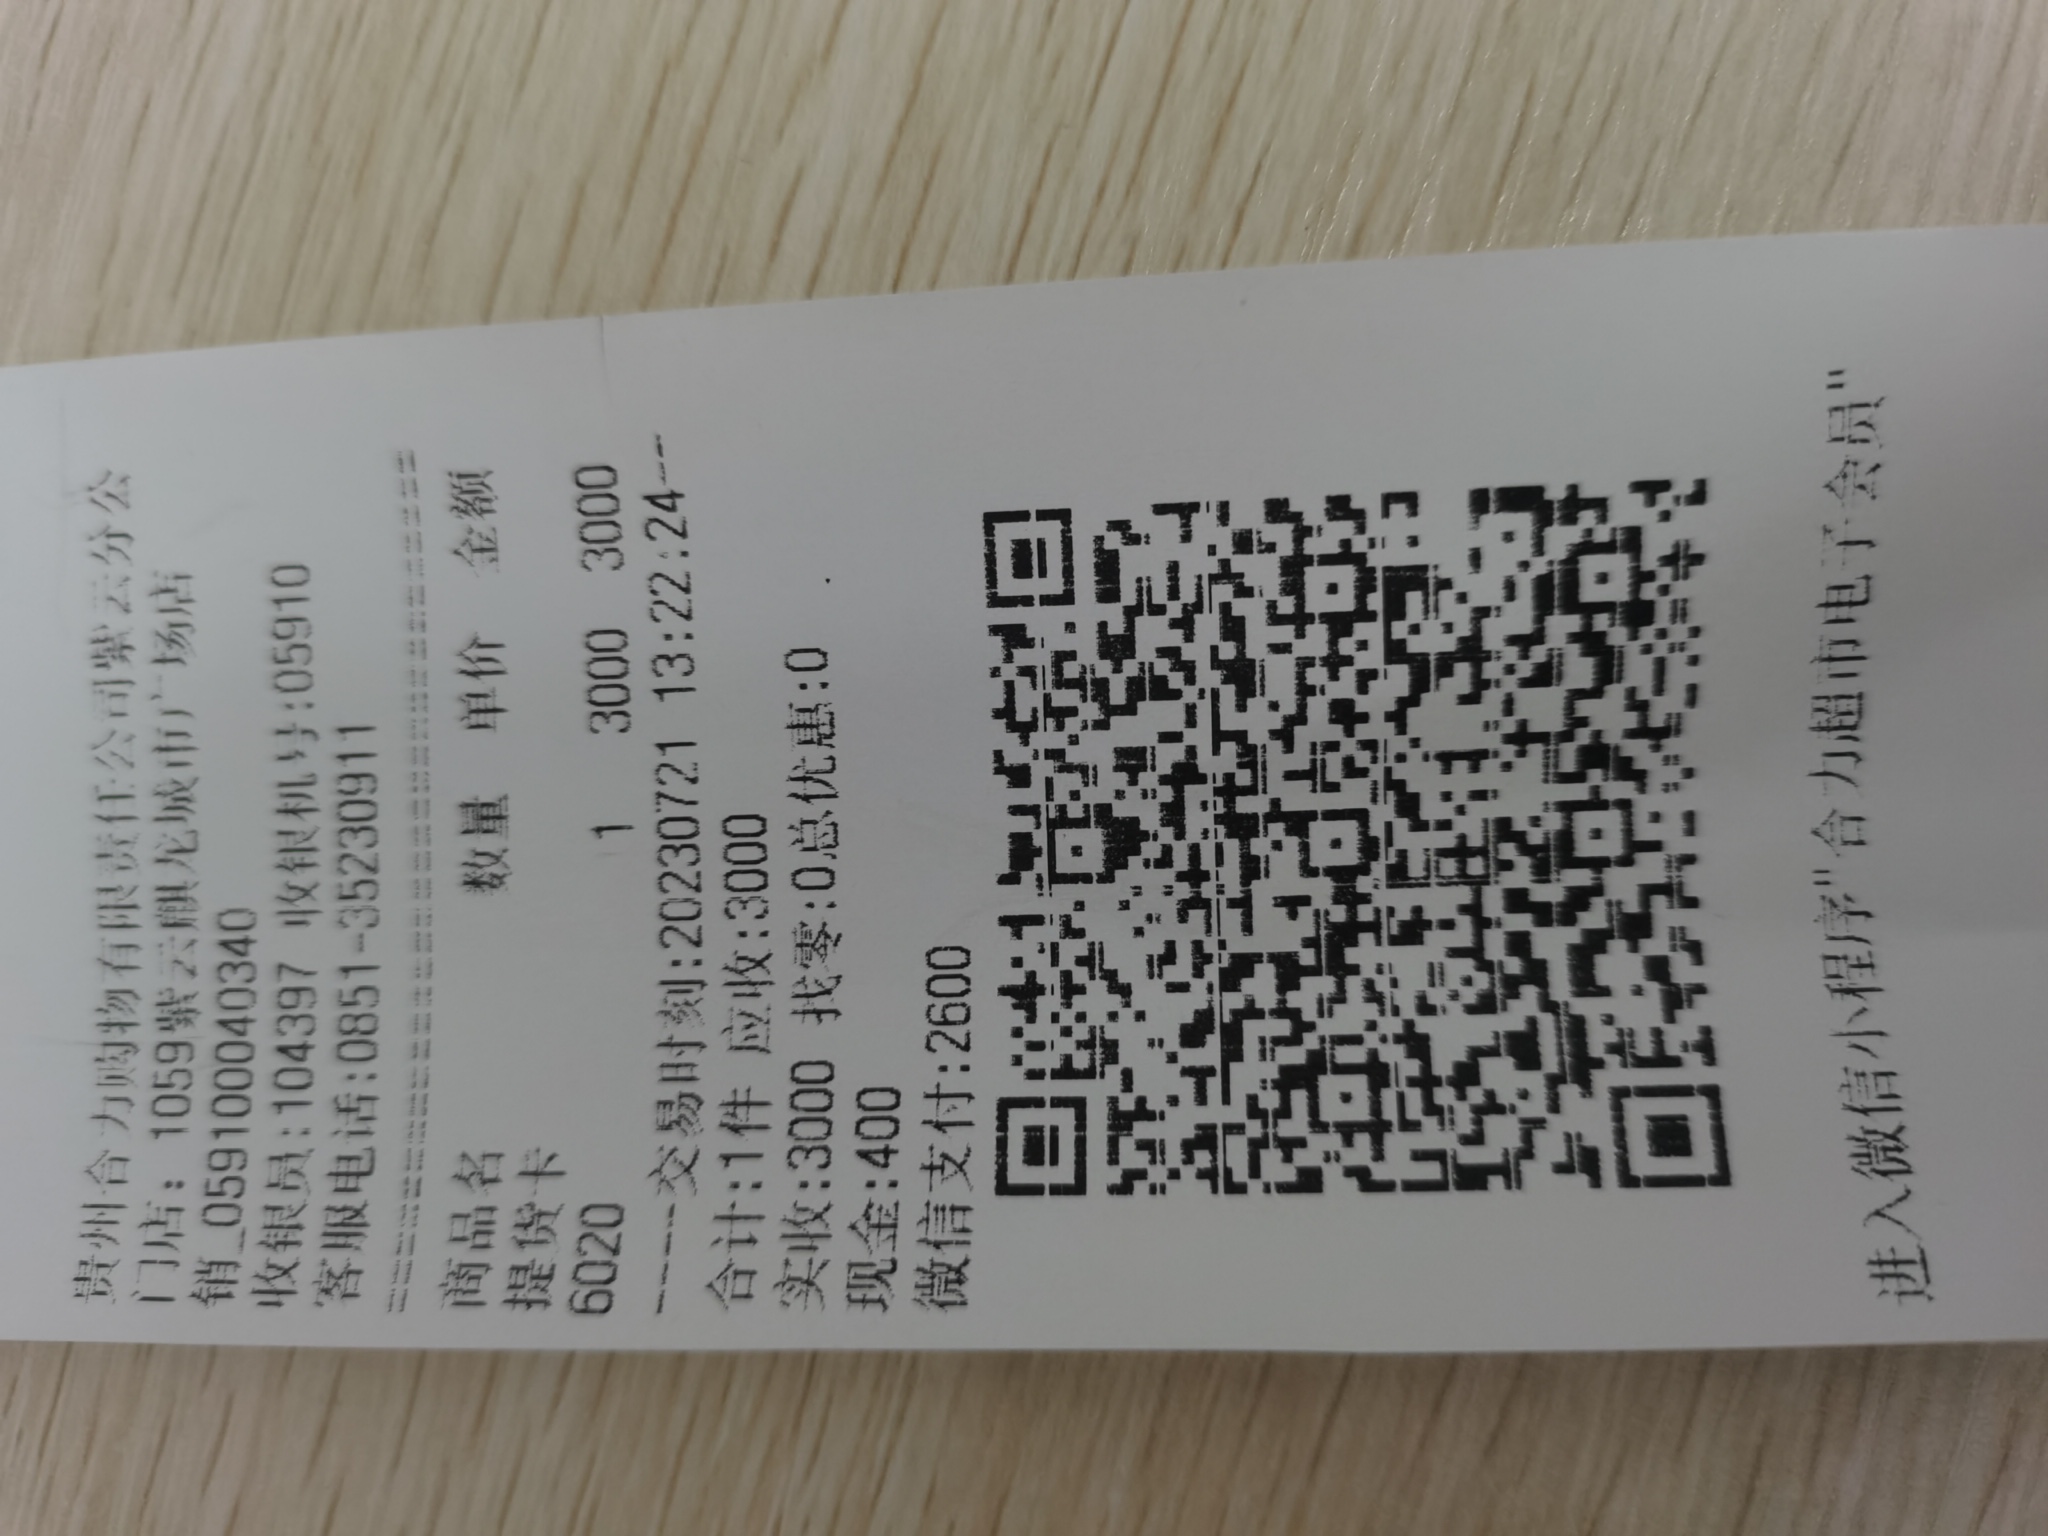 贵州合力购物有限责任公司紫云分公
门店: 1059紫云麒龙城市广场店
销_0591000040340
收银员:104397 收银机号:059910
客服电话:0851-35230911
================================
商品名 数量 单价 金额
提货卡
6020 1 3000 3000
-----交易时刻:20230721 13:22:24---
合计:1件 应收:3000
实收:3000 找零:0总优惠:0
现金:400
微信支付:2600
进入微信小程序"合力超市电子会员"